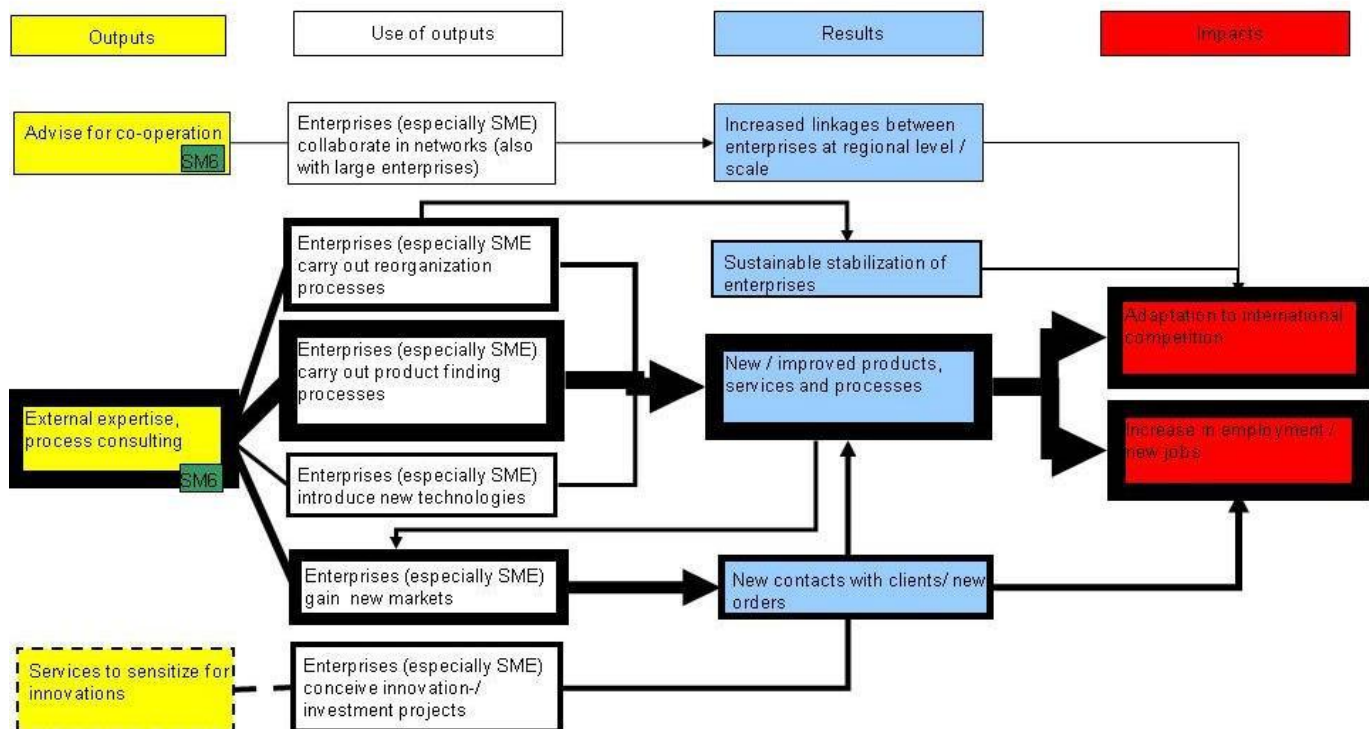 Outputs
Use of outputs
Results
Impacts
Advise for co-operation
SM6
Enterprises (especially SME)
collaborate in networks (also
with large enterprises)
Increased linkages between
enterprises at regional level /
scale
Enterprises (especially SME
carry out reorganization
processes
Sustainable stabilization of
enterprises
Adaptation to international
competition
Enterprises (especially SME)
carry out product finding
processes
New / improved products,
services and processes
External expertise,
process consulting
SM6
Increase in employment /
new jobs
Enterprises (especially SME)
introduce new technologies
Enterprises (especially SME)
gain new markets
New contacts with clients/ new
orders
Services to sensitize for
innovations
Enterprises (especially SME)
conceive innovation-/
investment projects